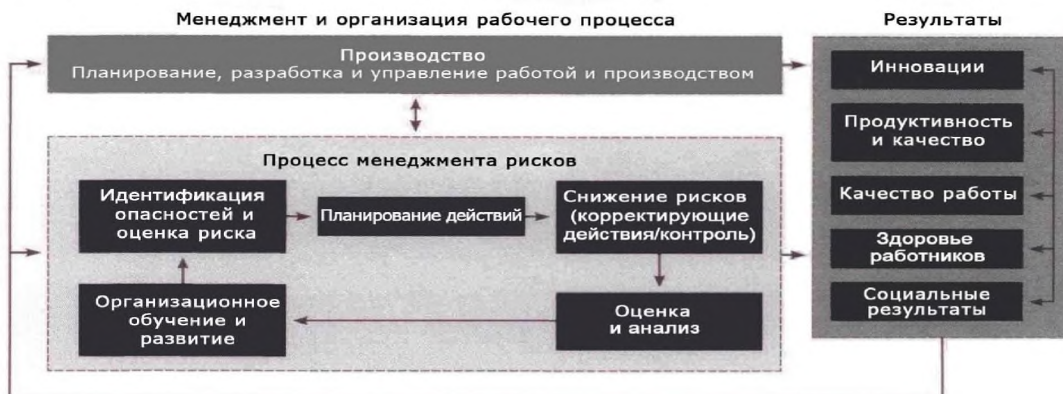 Менеджмент и организация рабочего процесса
Производство
Планирование, разработка и управление работой и производством
Процесс менеджмента рисков
Идентификация
опасностей и
оценка риска
Планирование действий
Снижение рисков
(корректирующие
действия/контроль)
Организационное
обучение и
развитие
Оценка
и анализ
Результаты
Инновации
Продуктивность
и качество
Качество работы
Здоровье
работников
Социальные
результаты